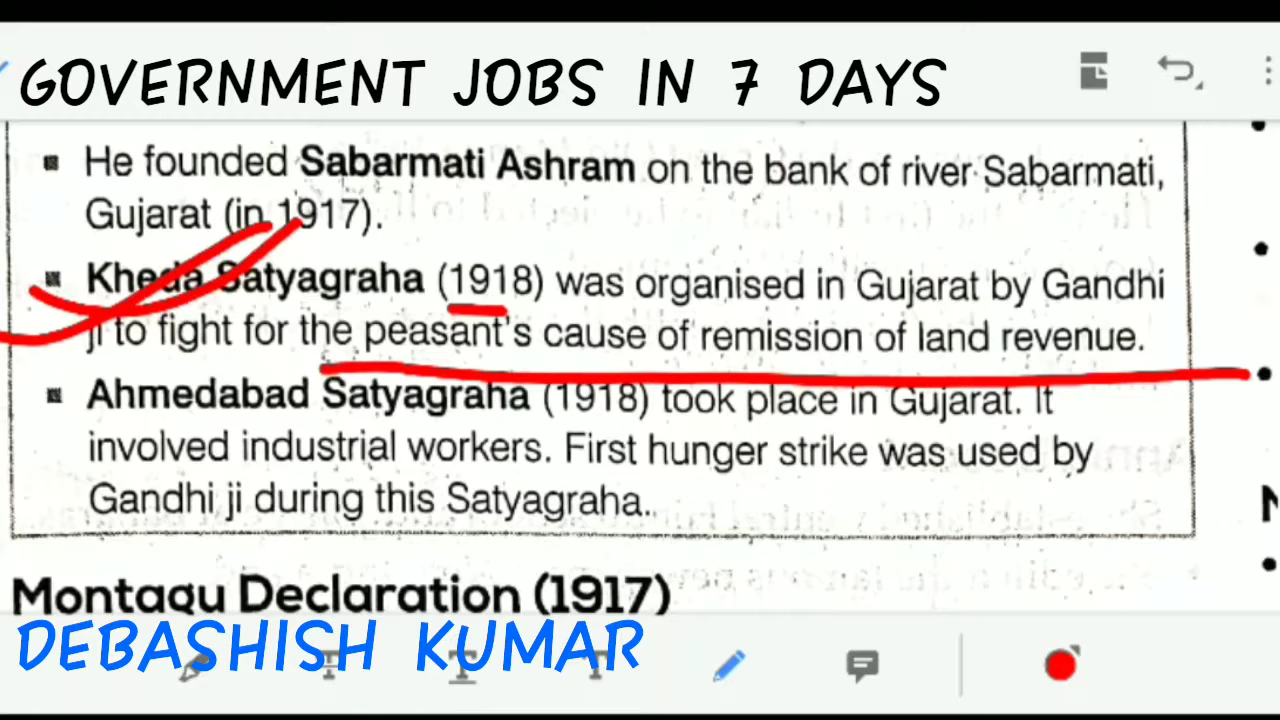 GOVERNMENT JOBS IN 7 DAYS
▪ He founded Sabarmati Ashram on the bank of river Sabarmati,
Gujarat (in 1917).
▪ Kheda Satyagraha (1918) was organised in Gujarat by Gandhi
ji to fight for the peasant's cause of remission of land revenue.
▪ Ahmedabad Satyagraha (1918) took place in Gujarat. It
involved industrial workers. First hunger strike was used by
Gandhi ji during this Satyagraha.
Montagu Declaration (1917)
DEBASHISH KUMAR